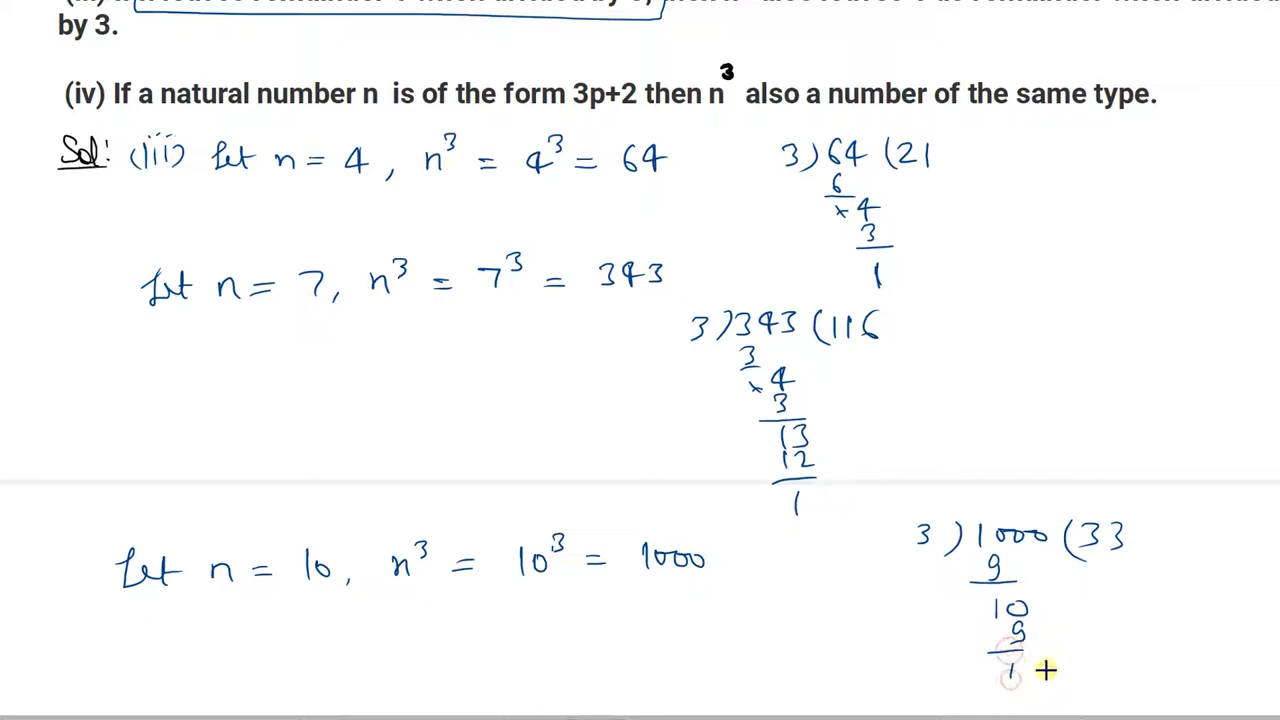 by 3.
(iv) If a natural number n is of the form 3p+2 then n³ also a number of the same type.
Sol: (iii) Let n = 4, n³ = 4³ = 64
3) 64 (21
6
×4
3
1
Let n = 7, n³ = 7³ = 343
3) 343 (116
3
×4
3
13
12
1
Let n = 10, n³ = 10³ = 1000
3) 1000 (33
9
10
9
1